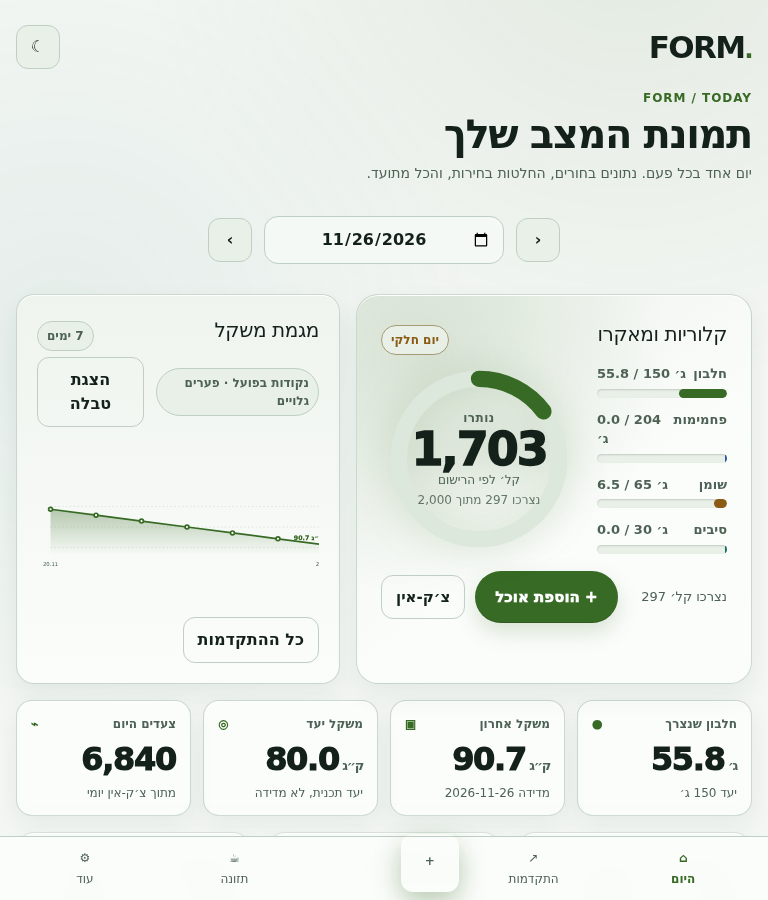 FORM.
FORM / TODAY
תמונת המצב שלך
יום אחד בכל פעם. נתונים בחורים, החלטות בחירות, והכל מתועד.
11/26/2026
קלוריות ומאקרו
יום חלקי
חלבון 55.8 / 150 ג׳
פחמימות 0.0 / 204 ג׳
שומן 6.5 / 65 ג׳
סיבים 0.0 / 30 ג׳
נותרו
1,703
קל׳ לפי הרישום
נצרכו 297 מתוך 2,000
נצרכו קל׳ 297
+ הוספת אוכל
צ׳ק-אין
מגמת משקל
7 ימים
נקודות בפועל · פערים גלויים
הצגת טבלה
90.7 ק״ג
20.11
2
כל ההתקדמות
חלבון שנצרך
55.8 ג׳
יעד 150 ג׳
משקל אחרון
90.7 ק״ג
מדידה 2026-11-26
משקל יעד
80.0 ק״ג
יעד תכנית, לא מדידה
צעדים היום
6,840
מתוך צ׳ק-אין יומי
היום
התקדמות
+
תזונה
עוד